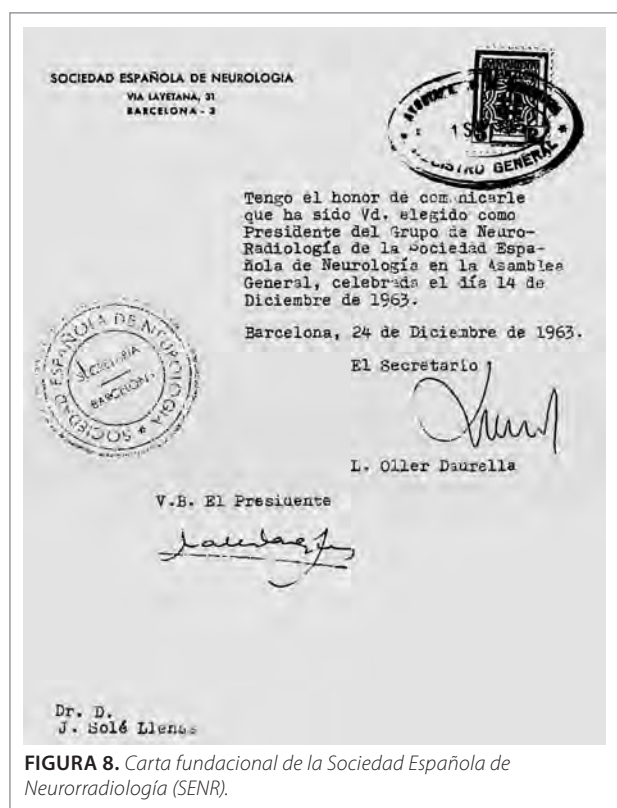 SOCIEDAD ESPAÑOLA DE NEUROLOGIA
VIA LAYETANA, 31
BARCELONA - 3
REGISTRO GENERAL
Tengo el honor de comunicarle
que ha sido Vd. elegido como
Presidente del Grupo de Neuro-
Radiología de la Sociedad Espa-
ñola de Neurología en la Asamblea
General, celebrada el día 14 de
Diciembre de 1963.
Barcelona, 24 de Diciembre de 1963.
SOCIEDAD ESPAÑOLA DE NEUROLOGIA
SECRETARIA
BARCELONA
El Secretario
L. Oller Daurella
V.B. El Presidente
Dr. D.
J. Solé Llenas
FIGURA 8. Carta fundacional de la Sociedad Española de
Neurorradiología (SENR).